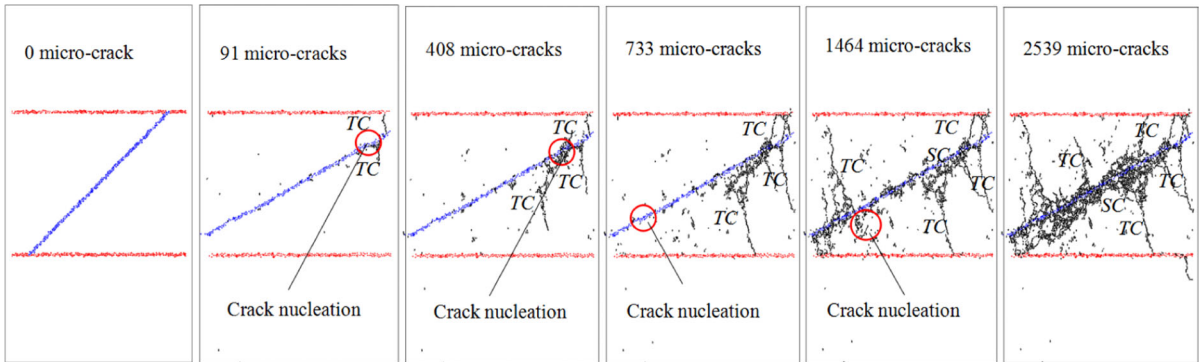 0 micro-crack
91 micro-cracks
TC
TC
Crack nucleation
408 micro-cracks
TC
TC
TC
Crack nucleation
733 micro-cracks
TC
TC
TC
Crack nucleation
1464 micro-cracks
TC
TC
SC
TC
TC
Crack nucleation
2539 micro-cracks
TC
TC
TC
SC
TC